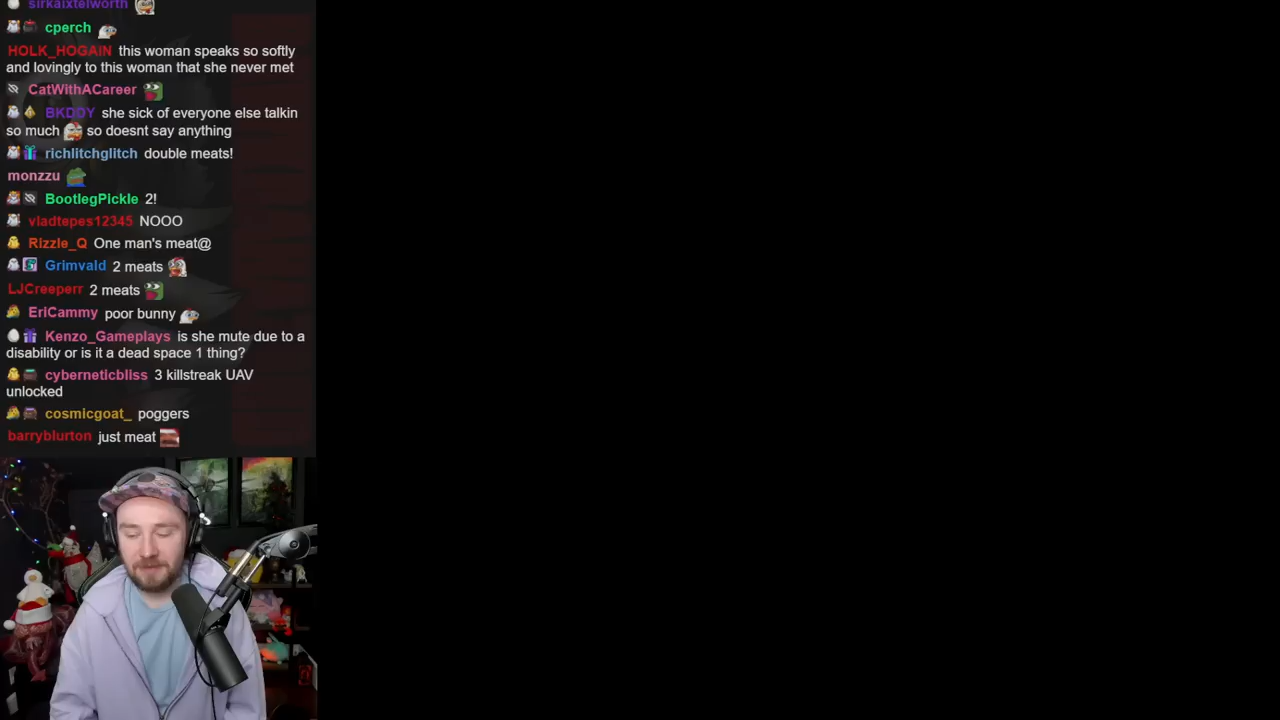 sirkaixtelworth
cperch
HOLK_HOGAIN this woman speaks so softly
and lovingly to this woman that she never met
CatWithACareer
BKDDY she sick of everyone else talkin
so much so doesnt say anything
richlitchglitch double meats!
monzzu
BootlegPickle 2!
vladtepes12345 NOOO
Rizzle_Q One man's meat@
Grimvald 2 meats
LJCreeperr 2 meats
EriCammy poor bunny
Kenzo_Gameplays is she mute due to a
disability or is it a dead space 1 thing?
cyberneticbliss 3 killstreak UAV
unlocked
cosmicgoat_ poggers
barryblurton just meat